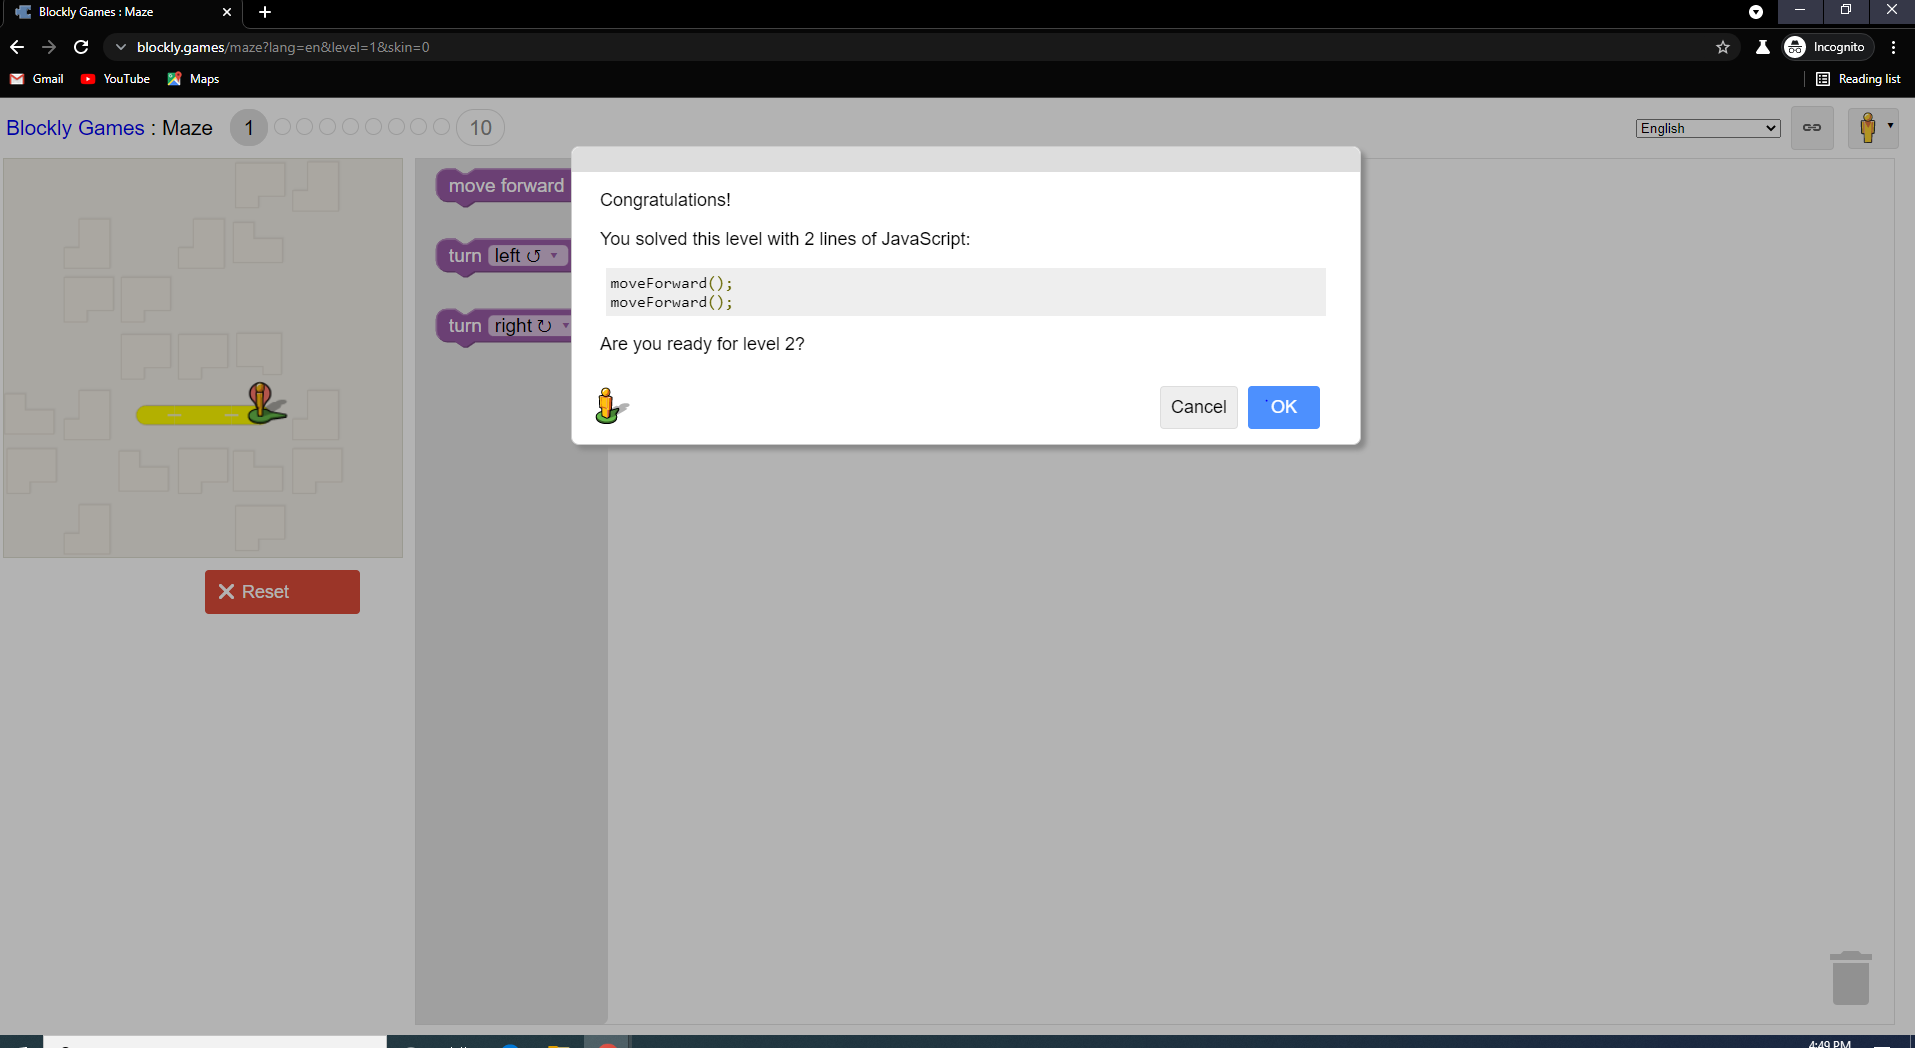 Blockly Games : Maze
blockly.games/maze?lang=en&level=1&skin=0
Incognito
Gmail
YouTube
Maps
Reading list
Blockly Games : Maze
1
10
English
move forward
turn left ↺
turn right ↻
Congratulations!
You solved this level with 2 lines of JavaScript:
moveForward();
moveForward();
Are you ready for level 2?
Cancel
OK
Reset
4:49 PM